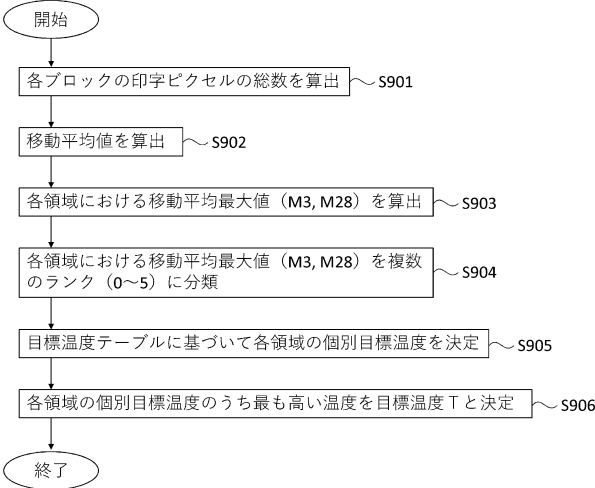 開始
各ブロックの印字ピクセルの総数を算出
S901
移動平均値を算出
S902
各領域における移動平均最大値（M3, M28）を算出
S903
各領域における移動平均最大値（M3, M28）を複数
のランク（0～5）に分類
S904
目標温度テーブルに基づいて各領域の個別目標温度を決定
S905
各領域の個別目標温度のうち最も高い温度を目標温度Ｔと決定
S906
終了